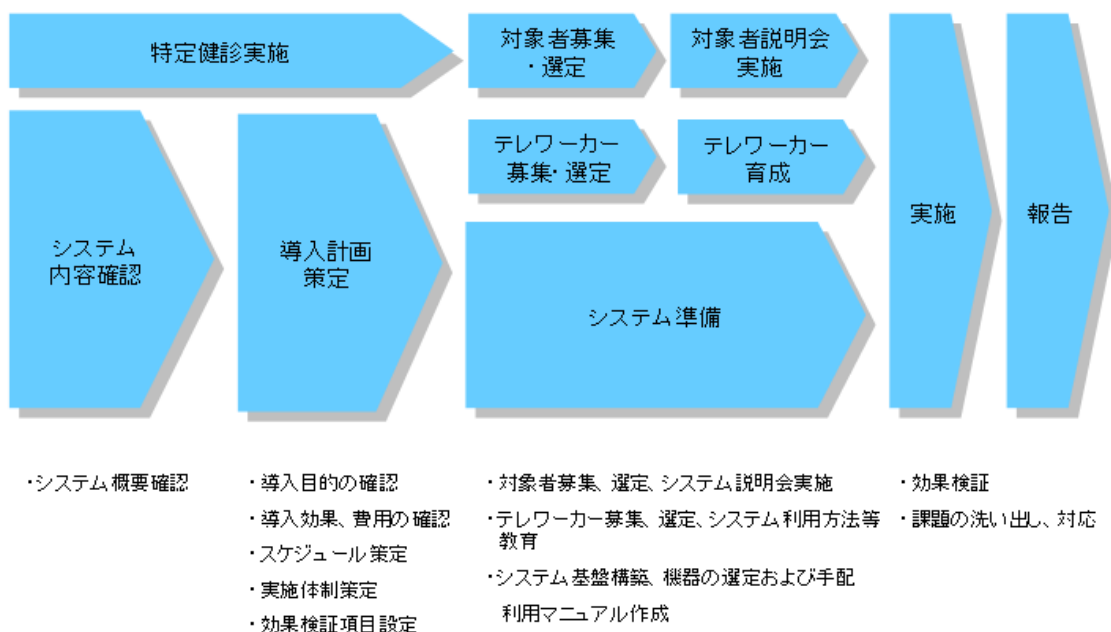 特定健診実施
対象者募集
・選定
対象者説明会
実施
テレワーカー
募集・選定
テレワーカー
育成
システム
内容確認
導入計画
策定
システム準備
実施
報告
・システム概要確認
・導入目的の確認
・導入効果、費用の確認
・スケジュール策定
・実施体制策定
・効果検証項目設定
・対象者募集、選定、システム説明会実施
・テレワーカー募集、選定、システム利用方法等
教育
・システム基盤構築、機器の選定および手配
利用マニュアル作成
・効果検証
・課題の洗い出し、対応